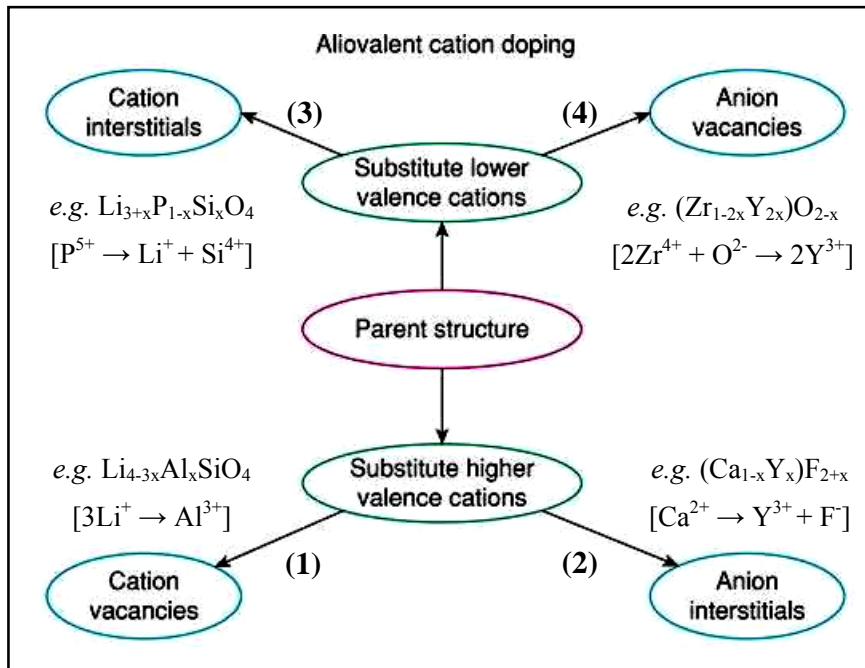 Aliovalent cation doping
Cation
interstitials
(3)
(4)
Anion
vacancies
Substitute lower
valence cations
e.g. Li₃₊ₓP₁₋ₓSiₓO₄
[P⁵⁺ → Li⁺ + Si⁴⁺]
e.g. (Zr₁₋₂ₓY₂ₓ)O₂₋ₓ
[2Zr⁴⁺ + O²⁻ → 2Y³⁺]
Parent structure
e.g. Li₄₋₃ₓAlₓSiO₄
[3Li⁺ → Al³⁺]
Substitute higher
valence cations
e.g. (Ca₁₋ₓYₓ)F₂₊ₓ
[Ca²⁺ → Y³⁺ + F⁻]
(1)
(2)
Cation
vacancies
Anion
interstitials